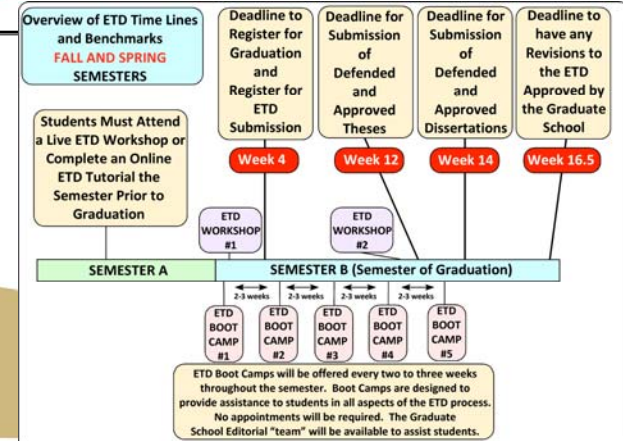 Overview of ETD Time Lines
and Benchmarks
FALL AND SPRING
SEMESTERS
Deadline to
Register for
Graduation
and
Register for
ETD
Submission
Deadline for
Submission
of
Defended
and
Approved
Theses
Deadline for
Submission
of
Defended
and
Approved
Dissertations
Deadline to
have any
Revisions to
the ETD
Approved by
the Graduate
School
Students Must Attend
a Live ETD Workshop or
Complete an Online
ETD Tutorial the
Semester Prior to
Graduation
Week 4
Week 12
Week 14
Week 16.5
ETD
WORKSHOP
#1
ETD
WORKSHOP
#2
SEMESTER A
SEMESTER B (Semester of Graduation)
2-3 weeks
2-3 weeks
2-3 weeks
2-3 weeks
ETD
BOOT
CAMP
#1
ETD
BOOT
CAMP
#2
ETD
BOOT
CAMP
#3
ETD
BOOT
CAMP
#4
ETD
BOOT
CAMP
#5
ETD Boot Camps will be offered every two to three weeks
throughout the semester. Boot Camps are designed to
provide assistance to students in all aspects of the ETD process.
No appointments will be required. The Graduate
School Editorial "team" will be available to assist students.